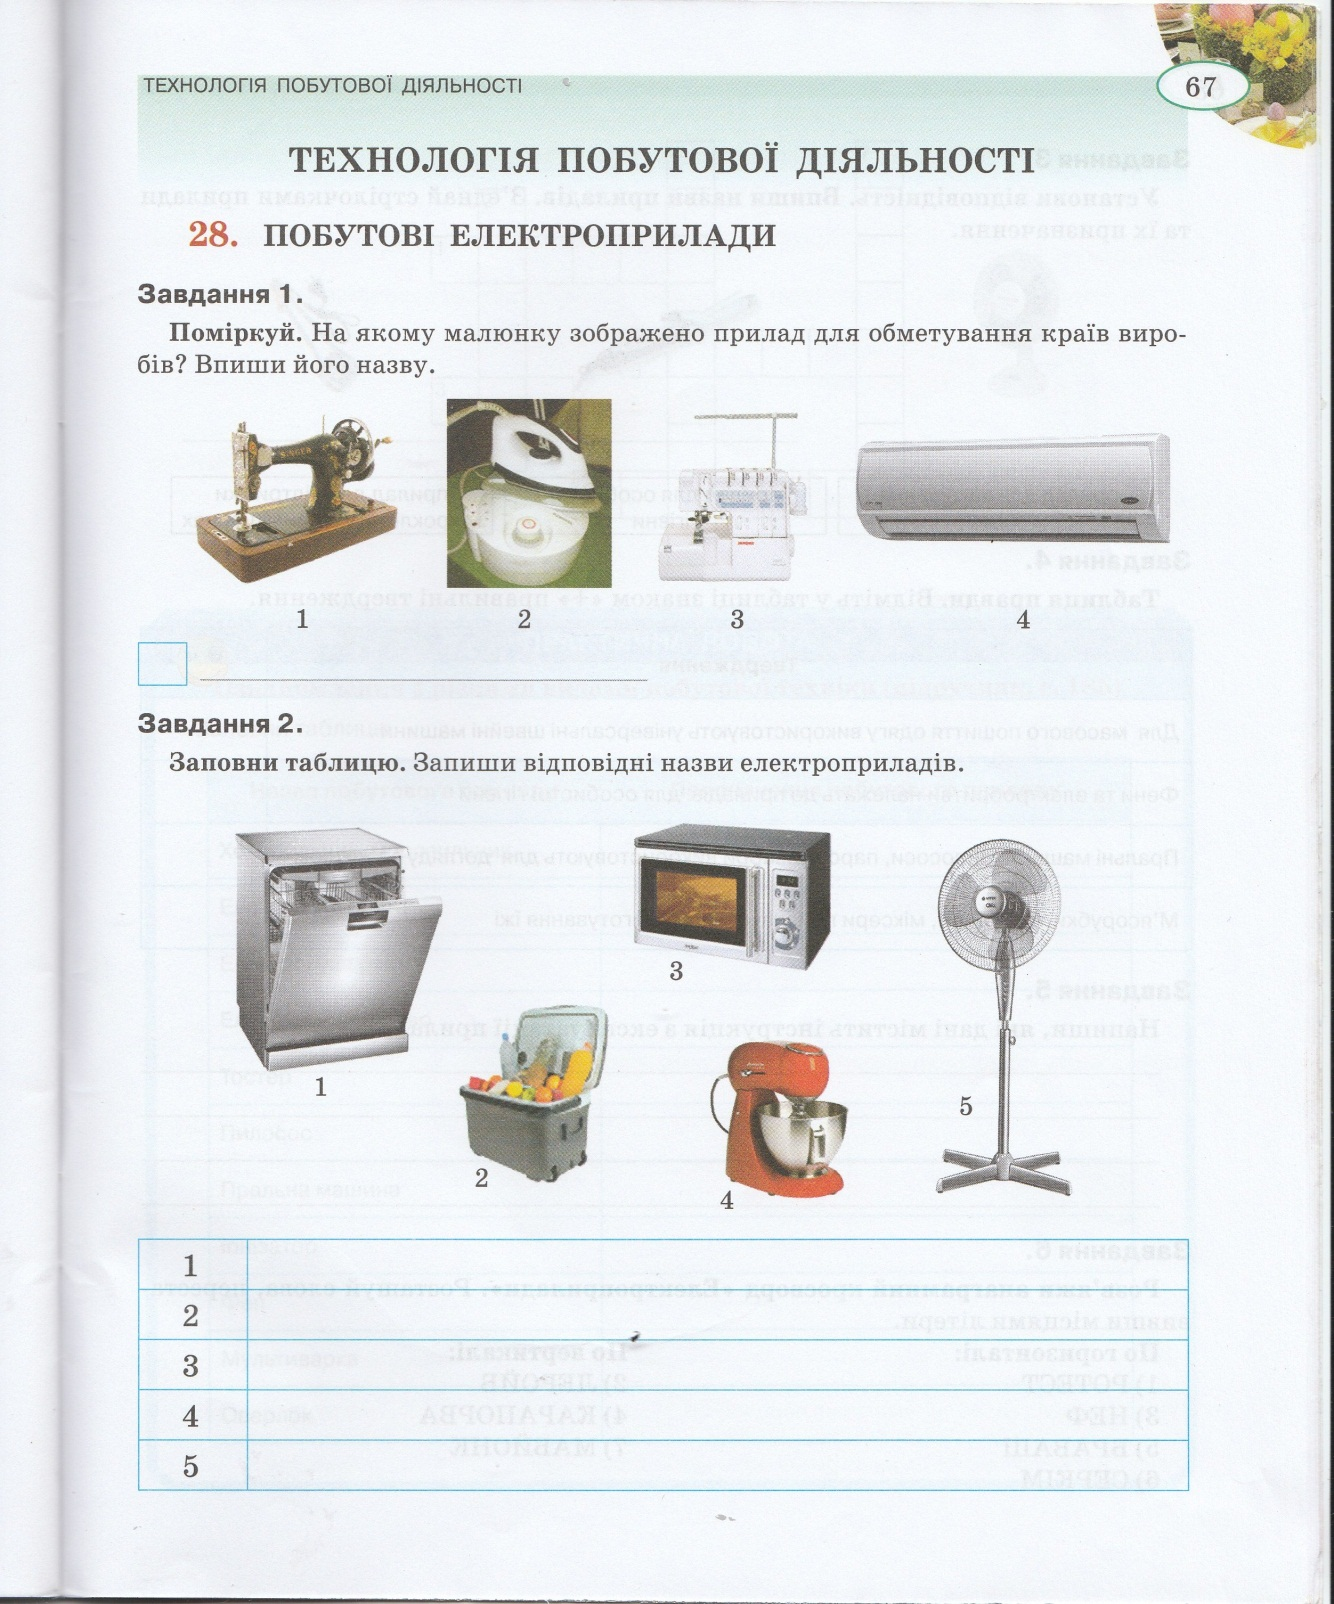 ТЕХНОЛОГІЯ ПОБУТОВОЇ ДІЯЛЬНОСТІ
67
ТЕХНОЛОГІЯ ПОБУТОВОЇ ДІЯЛЬНОСТІ
28. ПОБУТОВІ ЕЛЕКТРОПРИЛАДИ
Завдання 1.
Поміркуй. На якому малюнку зображено прилад для обметування країв виро-
бів? Впиши його назву.
SINGER
1
2
3
4
Завдання 2.
Заповни таблицю. Запиши відповідні назви електроприладів.
1
2
3
4
5
1
2
3
4
5